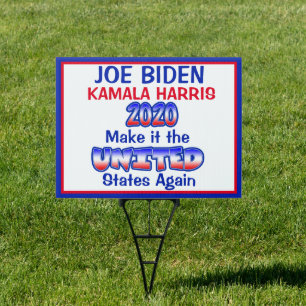 JOE BIDEN
KAMALA HARRIS
2020
Make it the
UNITED
States Again